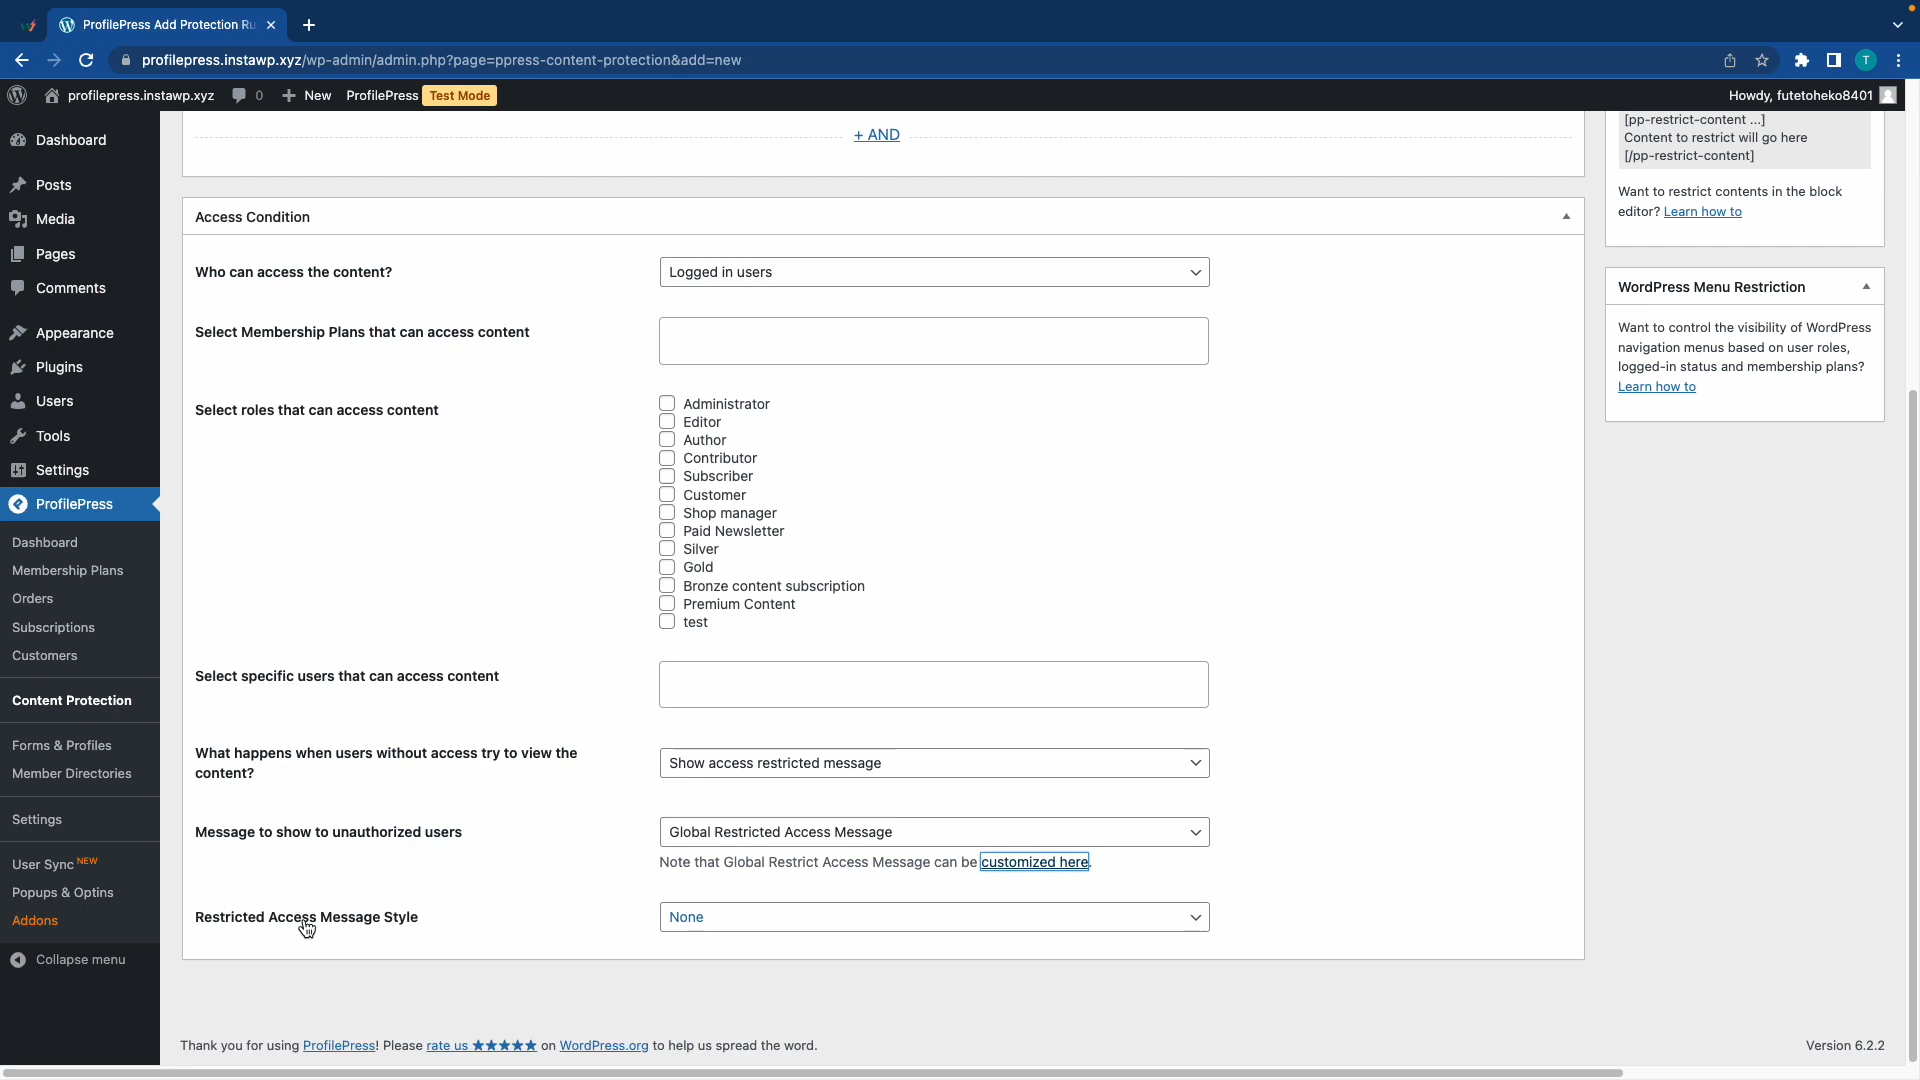 ProfilePress Add Protection Ru
profilepress.instawp.xyz/wp-admin/admin.php?page=ppress-content-protection&add=new
T
profilepress.instawp.xyz
0
New
ProfilePress
Test Mode
Howdy, futetoheko8401
Dashboard
Posts
Media
Pages
Comments
Appearance
Plugins
Users
Tools
Settings
ProfilePress
Dashboard
Membership Plans
Orders
Subscriptions
Customers
Content Protection
Forms & Profiles
Member Directories
Settings
User Sync NEW
Popups & Optins
Addons
Collapse menu
+ AND
Access Condition
Who can access the content?
Logged in users
Select Membership Plans that can access content
Select roles that can access content
Administrator
Editor
Author
Contributor
Subscriber
Customer
Shop manager
Paid Newsletter
Silver
Gold
Bronze content subscription
Premium Content
test
Select specific users that can access content
What happens when users without access try to view the
content?
Show access restricted message
Message to show to unauthorized users
Global Restricted Access Message
Note that Global Restrict Access Message can be customized here.
Restricted Access Message Style
None
[pp-restrict-content ...]
Content to restrict will go here
[/pp-restrict-content]
Want to restrict contents in the block
editor? Learn how to
WordPress Menu Restriction
Want to control the visibility of WordPress
navigation menus based on user roles,
logged-in status and membership plans?
Learn how to
Thank you for using ProfilePress! Please rate us ★★★★★ on WordPress.org to help us spread the word.
Version 6.2.2